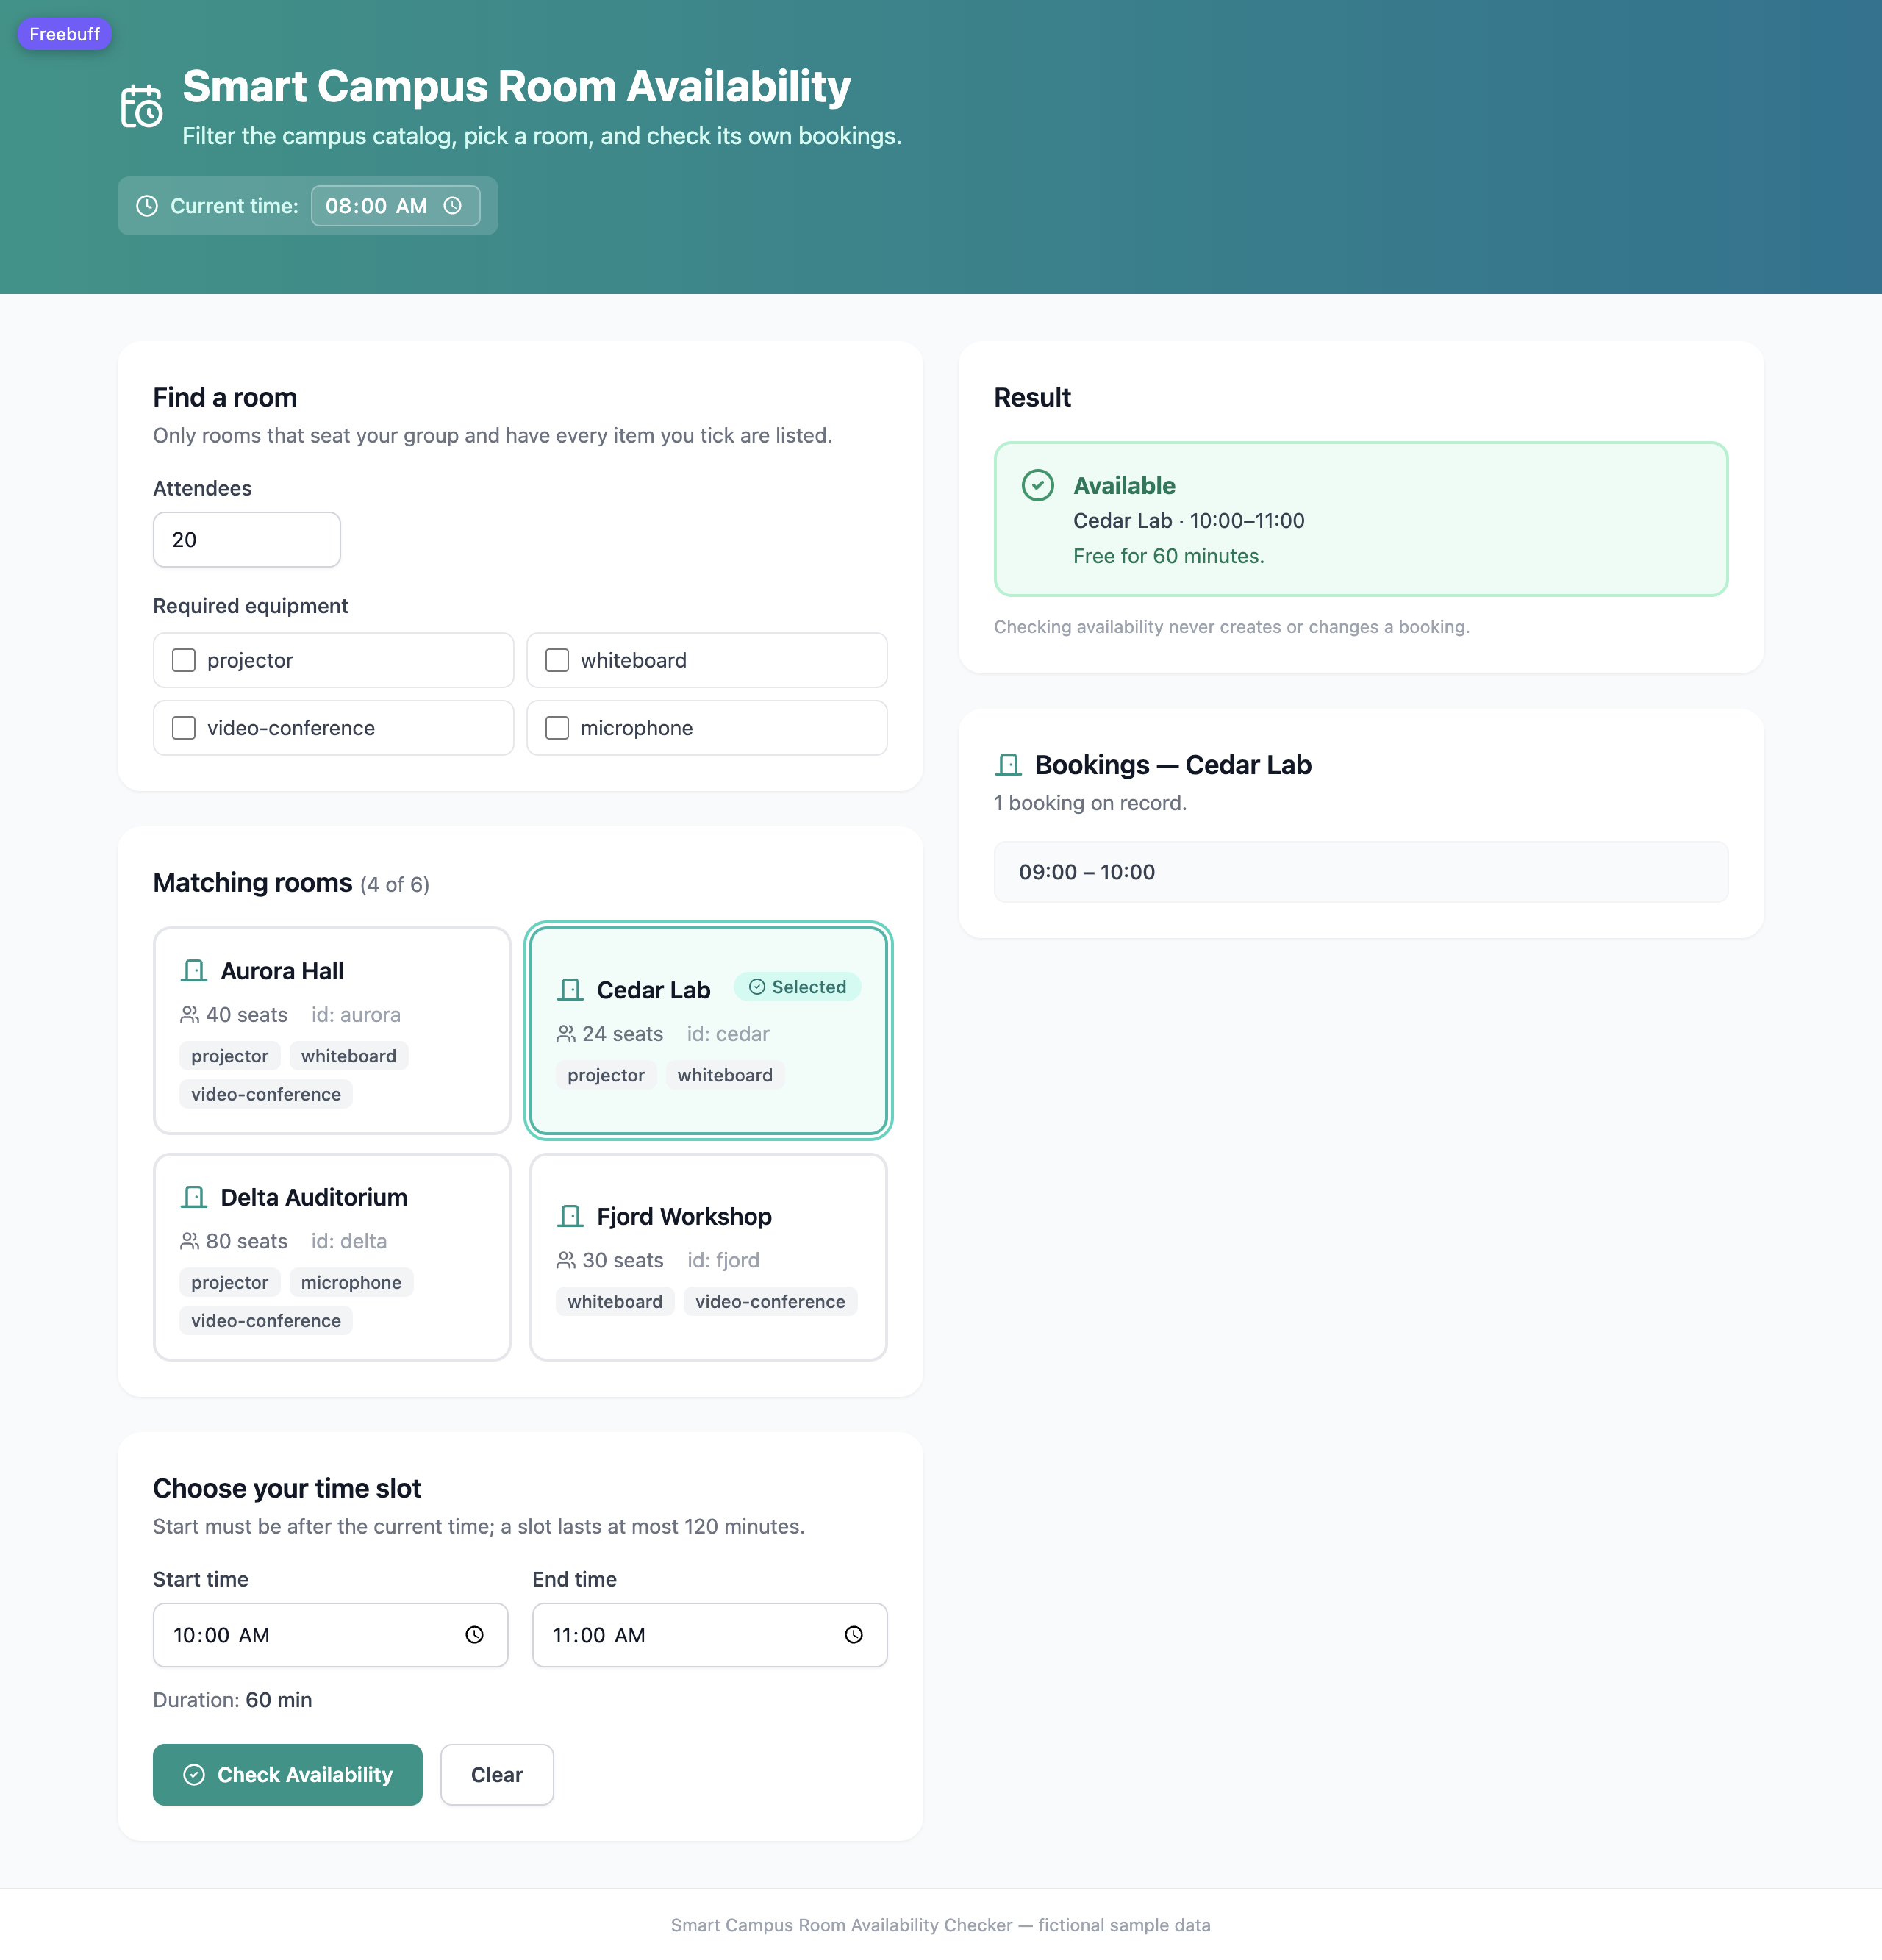 Freebuff
Smart Campus Room Availability
Filter the campus catalog, pick a room, and check its own bookings.
Current time: 08:00 AM
Find a room
Only rooms that seat your group and have every item you tick are listed.
Attendees
20
Required equipment
projector
whiteboard
video-conference
microphone
Matching rooms (4 of 6)
Aurora Hall
40 seats id: aurora
projector whiteboard
video-conference
Cedar Lab Selected
24 seats id: cedar
projector whiteboard
Delta Auditorium
80 seats id: delta
projector microphone
video-conference
Fjord Workshop
30 seats id: fjord
whiteboard video-conference
Choose your time slot
Start must be after the current time; a slot lasts at most 120 minutes.
Start time
10:00 AM
End time
11:00 AM
Duration: 60 min
Check Availability
Clear
Result
Available
Cedar Lab · 10:00–11:00
Free for 60 minutes.
Checking availability never creates or changes a booking.
Bookings — Cedar Lab
1 booking on record.
09:00 – 10:00
Smart Campus Room Availability Checker — fictional sample data